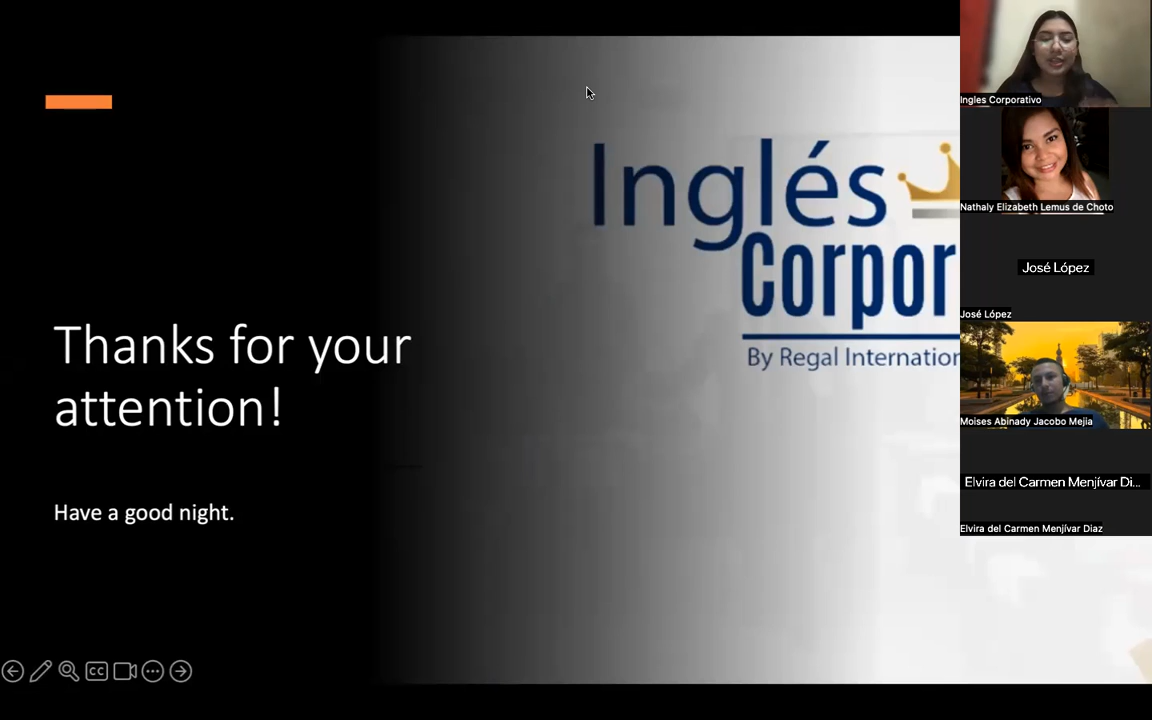 Thanks for your
attention!
Have a good night.
Inglés
Corpor
By Regal Internation
Ingles Corporativo
Nathaly Elizabeth Lemus de Choto
José López
José López
Moises Abinady Jacobo Mejia
Elvira del Carmen Menjívar Di...
Elvira del Carmen Menjívar Diaz
CC